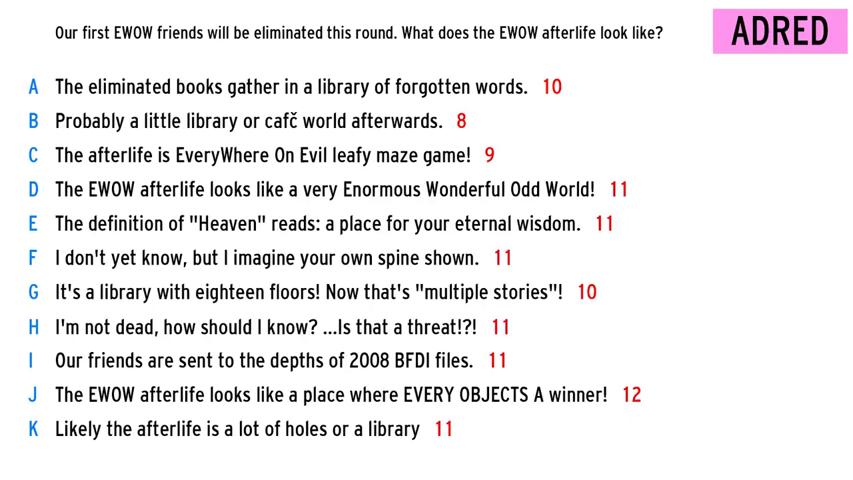 Our first EWOW friends will be eliminated this round. What does the EWOW afterlife look like?
ADRED
A The eliminated books gather in a library of forgotten words. 10
B Probably a little library or cafč world afterwards. 8
C The afterlife is EveryWhere On Evil leafy maze game! 9
D The EWOW afterlife looks like a very Enormous Wonderful Odd World! 11
E The definition of "Heaven" reads: a place for your eternal wisdom. 11
F I don't yet know, but I imagine your own spine shown. 11
G It's a library with eighteen floors! Now that's "multiple stories"! 10
H I'm not dead, how should I know? ...Is that a threat!?! 11
I Our friends are sent to the depths of 2008 BFDI files. 11
J The EWOW afterlife looks like a place where EVERY OBJECTS A winner! 12
K Likely the afterlife is a lot of holes or a library 11